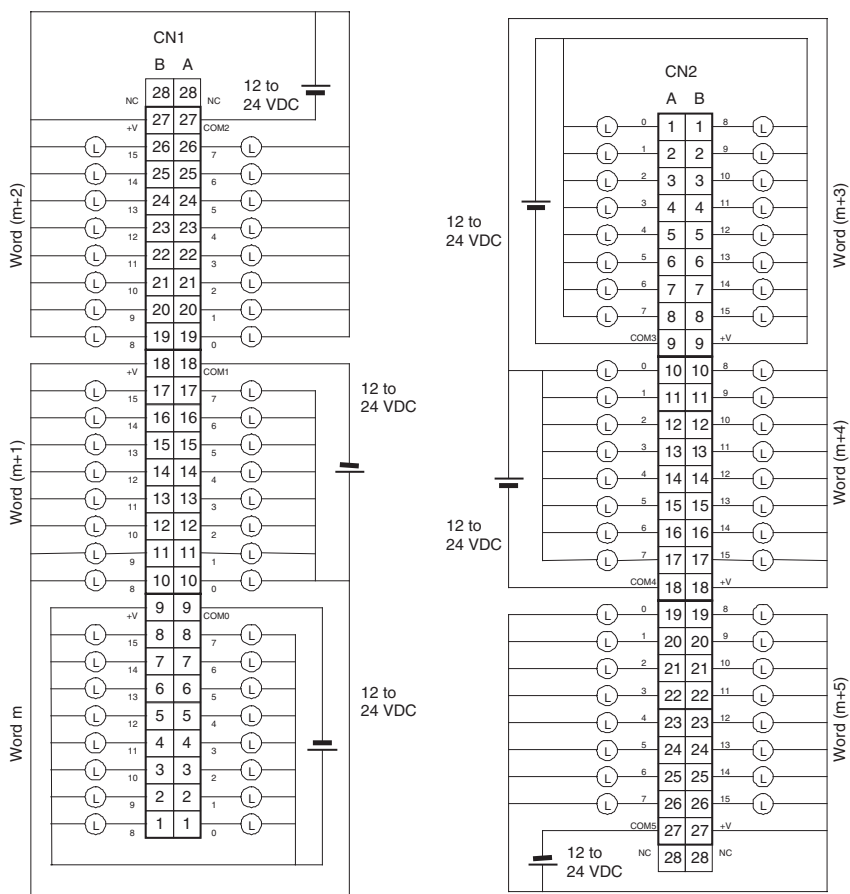 CN1
B A
12 to
24 VDC
NC 28 28 NC
+V 27 27 COM2
L 15 26 26 7 L
L 14 25 25 6 L
L 13 24 24 5 L
L 12 23 23 4 L
L 11 22 22 3 L
L 10 21 21 2 L
L 9 20 20 1 L
L 8 19 19 0 L
Word (m+2)
+V 18 18 COM1
12 to
24 VDC
L 15 17 17 7 L
L 14 16 16 6 L
L 13 15 15 5 L
L 12 14 14 4 L
L 11 13 13 3 L
L 10 12 12 2 L
L 9 11 11 1 L
L 8 10 10 0 L
Word (m+1)
+V 9 9 COM0
L 15 8 8 7 L
L 14 7 7 6 L
L 13 6 6 5 L
L 12 5 5 4 L
L 11 4 4 3 L
L 10 3 3 2 L
L 9 2 2 1 L
L 8 1 1 0 L
Word m
12 to
24 VDC
CN2
A B
L 0 1 1 8 L
L 1 2 2 9 L
L 2 3 3 10 L
L 3 4 4 11 L
L 4 5 5 12 L
L 5 6 6 13 L
L 6 7 7 14 L
L 7 8 8 15 L
COM3 9 9 +V
12 to
24 VDC
Word (m+3)
L 0 10 10 8 L
L 1 11 11 9 L
L 2 12 12 10 L
L 3 13 13 11 L
L 4 14 14 12 L
L 5 15 15 13 L
L 6 16 16 14 L
L 7 17 17 15 L
COM4 18 18 +V
12 to
24 VDC
Word (m+4)
L 0 19 19 8 L
L 1 20 20 9 L
L 2 21 21 10 L
L 3 22 22 11 L
L 4 23 23 12 L
L 5 24 24 13 L
L 6 25 25 14 L
L 7 26 26 15 L
COM5 27 27 +V
NC 28 28 NC
12 to
24 VDC
Word (m+5)